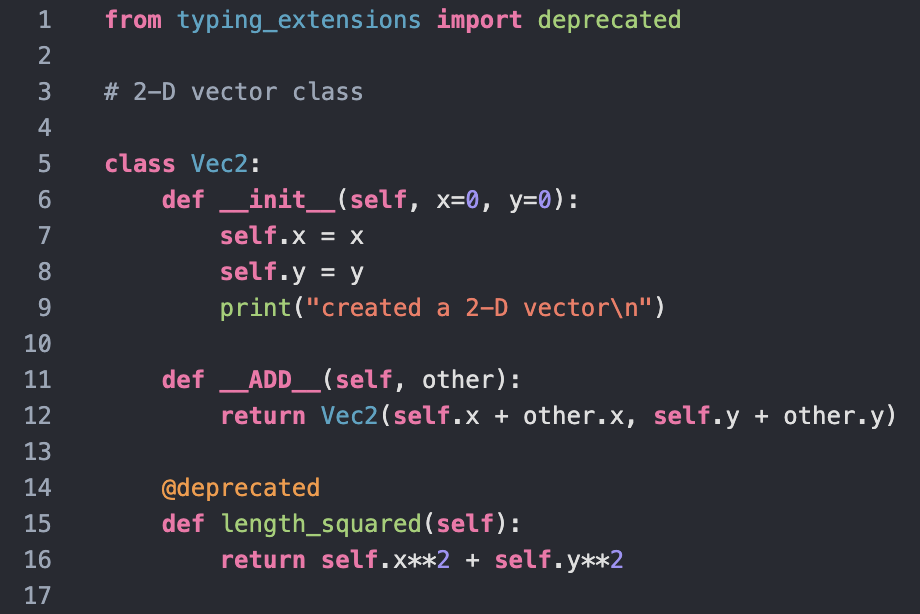 1 from typing_extensions import deprecated
2
3 # 2-D vector class
4
5 class Vec2:
6     def __init__(self, x=0, y=0):
7         self.x = x
8         self.y = y
9         print("created a 2-D vector\n")
10
11     def __ADD__(self, other):
12         return Vec2(self.x + other.x, self.y + other.y)
13
14     @deprecated
15     def length_squared(self):
16         return self.x**2 + self.y**2
17